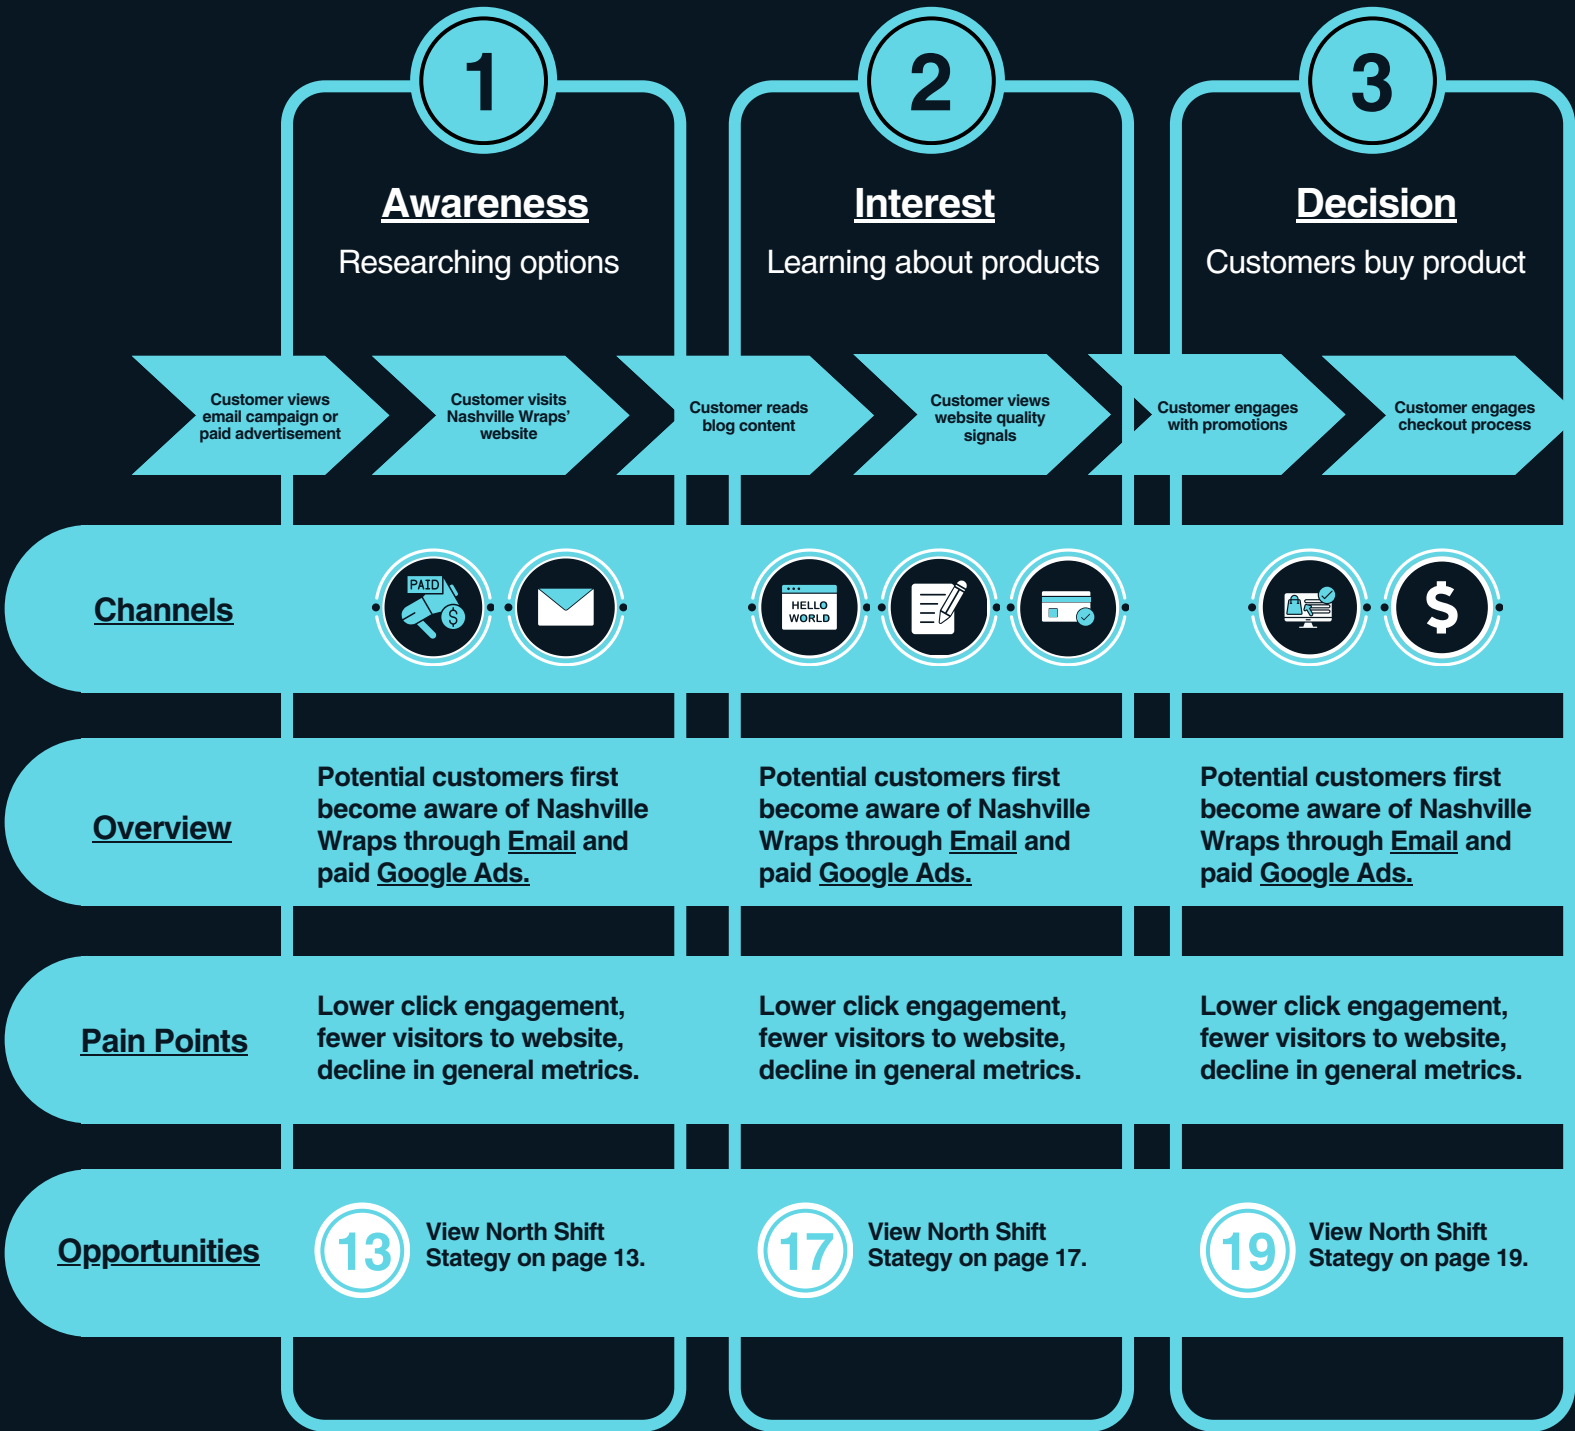 1
Awareness
Researching options
2
Interest
Learning about products
3
Decision
Customers buy product
Customer views
email campaign or
paid advertisement
Customer visits
Nashville Wraps’
website
Customer reads
blog content
Customer views
website quality
signals
Customer engages
with promotions
Customer engages
checkout process
Channels
PAID
$
HELLO
WORLD
$
Overview
Potential customers first
become aware of Nashville
Wraps through Email and
paid Google Ads.
Potential customers first
become aware of Nashville
Wraps through Email and
paid Google Ads.
Potential customers first
become aware of Nashville
Wraps through Email and
paid Google Ads.
Pain Points
Lower click engagement,
fewer visitors to website,
decline in general metrics.
Lower click engagement,
fewer visitors to website,
decline in general metrics.
Lower click engagement,
fewer visitors to website,
decline in general metrics.
Opportunities
13
View North Shift
Stategy on page 13.
17
View North Shift
Stategy on page 17.
19
View North Shift
Stategy on page 19.